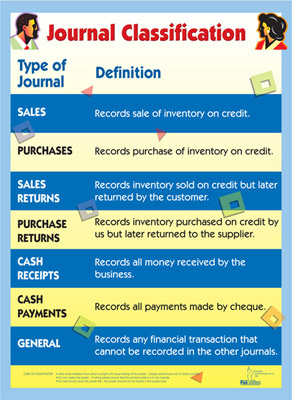 Journal Classification
Type of
Journal
Definition
SALES
Records sale of inventory on credit.
PURCHASES
Records purchase of inventory on credit.
SALES
RETURNS
Records inventory sold on credit but later
returned by the customer.
PURCHASE
RETURNS
Records inventory purchased on credit by
us but later returned to the supplier.
CASH
RECEIPTS
Records all money received by the
business.
CASH
PAYMENTS
Records all payments made by cheque.
GENERAL
Records any financial transaction that
cannot be recorded in the other journals.
CARE OF YOUR POSTER